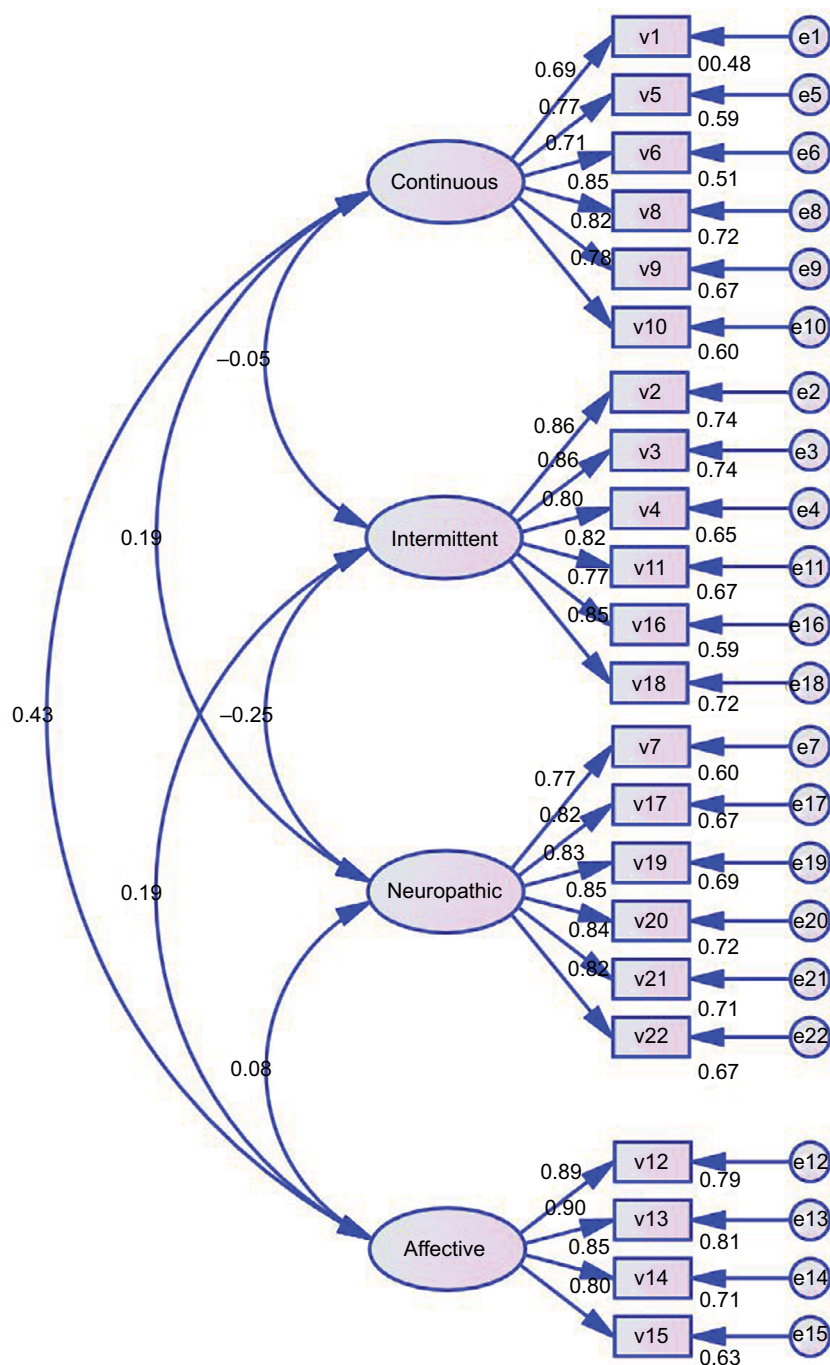 v1 e1
0.69 00.48
v5 e5
0.77 0.59
v6 e6
0.71 0.51
Continuous
v8 e8
0.85 0.72
0.82
v9 e9
0.78 0.67
v10 e10
0.60
–0.05
v2 e2
0.86 0.74
v3 e3
0.86 0.74
v4 e4
0.80 0.65
0.19 Intermittent
0.82
v11 e11
0.77 0.67
v16 e16
0.85 0.59
v18 e18
0.72
0.43 –0.25
v7 e7
0.77 0.60
v17 e17
0.82 0.67
v19 e19
0.83 0.69
0.19 Neuropathic
0.85
v20 e20
0.84 0.72
v21 e21
0.82 0.71
v22 e22
0.67
0.08
v12 e12
0.89 0.79
v13 e13
0.90 0.81
0.85
Affective
v14 e14
0.80 0.71
v15 e15
0.63